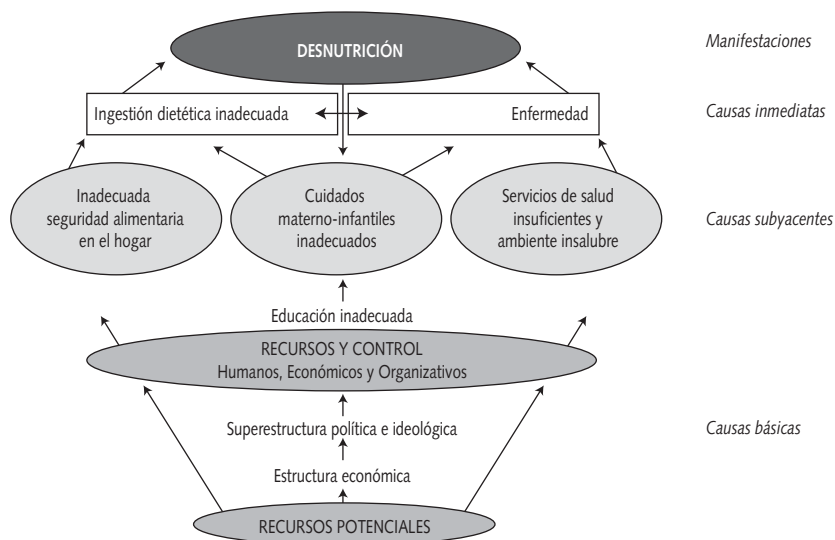 DESNUTRICIÓN
Manifestaciones
Ingestión dietética inadecuada
Enfermedad
Causas inmediatas
Inadecuada
seguridad alimentaria
en el hogar
Cuidados
materno-infantiles
inadecuados
Servicios de salud
insuficientes y
ambiente insalubre
Causas subyacentes
Educación inadecuada
RECURSOS Y CONTROL
Humanos, Económicos y Organizativos
Superestructura política e ideológica
Causas básicas
Estructura económica
RECURSOS POTENCIALES